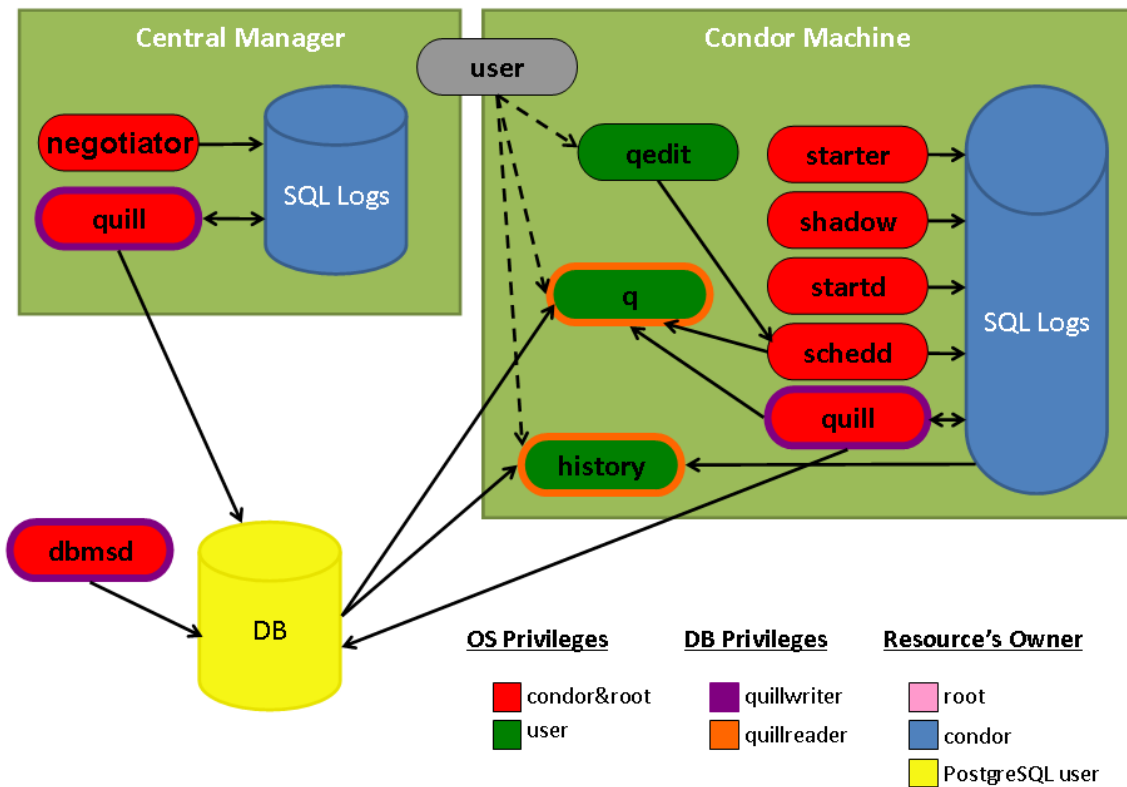 Central Manager
Condor Machine
user
negotiator
quill
SQL Logs
qedit
starter
shadow
startd
schedd
quill
SQL Logs
q
history
dbmsd
DB
OS Privileges
condor&root
user
DB Privileges
quillwriter
quillreader
Resource's Owner
root
condor
PostgreSQL user